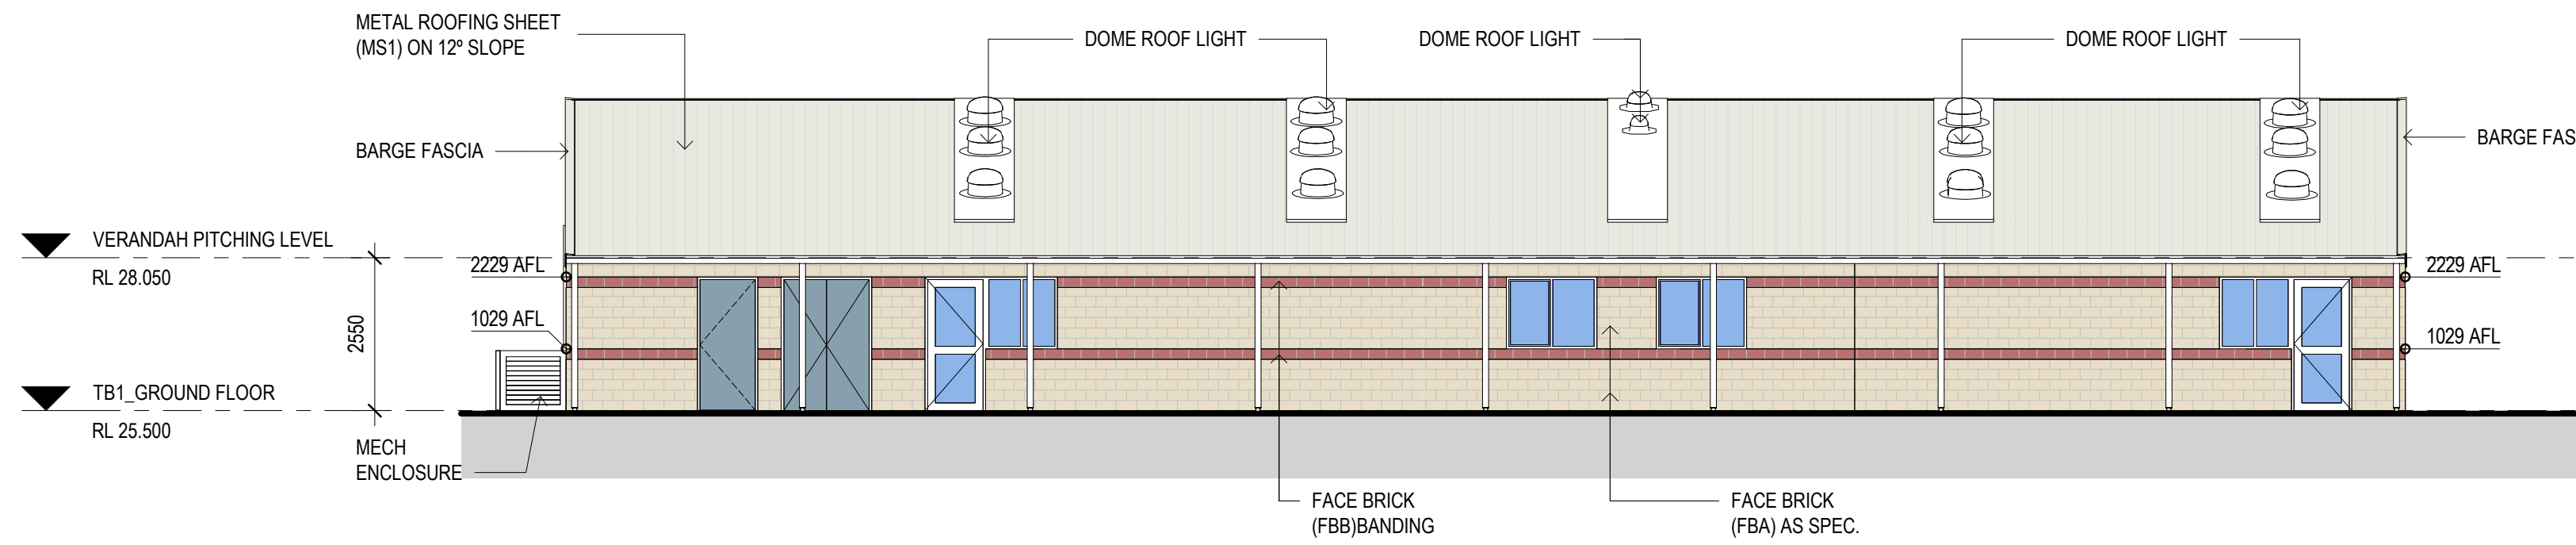 METAL ROOFING SHEET
(MS1) ON 12º SLOPE
DOME ROOF LIGHT
DOME ROOF LIGHT
DOME ROOF LIGHT
BARGE FASCIA
BARGE FAS
VERANDAH PITCHING LEVEL
RL 28.050
2229 AFL
2229 AFL
1029 AFL
1029 AFL
2550
TB1_GROUND FLOOR
RL 25.500
MECH
ENCLOSURE
FACE BRICK
(FBB)BANDING
FACE BRICK
(FBA) AS SPEC.